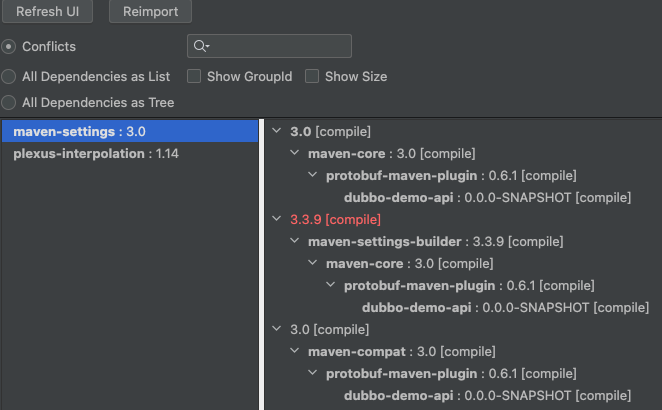 Refresh UI Reimport
Conflicts
All Dependencies as List Show GroupId Show Size
All Dependencies as Tree
maven-settings : 3.0
plexus-interpolation : 1.14
3.0 [compile]
maven-core : 3.0 [compile]
protobuf-maven-plugin : 0.6.1 [compile]
dubbo-demo-api : 0.0.0-SNAPSHOT [compile]
3.3.9 [compile]
maven-settings-builder : 3.3.9 [compile]
maven-core : 3.0 [compile]
protobuf-maven-plugin : 0.6.1 [compile]
dubbo-demo-api : 0.0.0-SNAPSHOT [compile]
3.0 [compile]
maven-compat : 3.0 [compile]
protobuf-maven-plugin : 0.6.1 [compile]
dubbo-demo-api : 0.0.0-SNAPSHOT [compile]